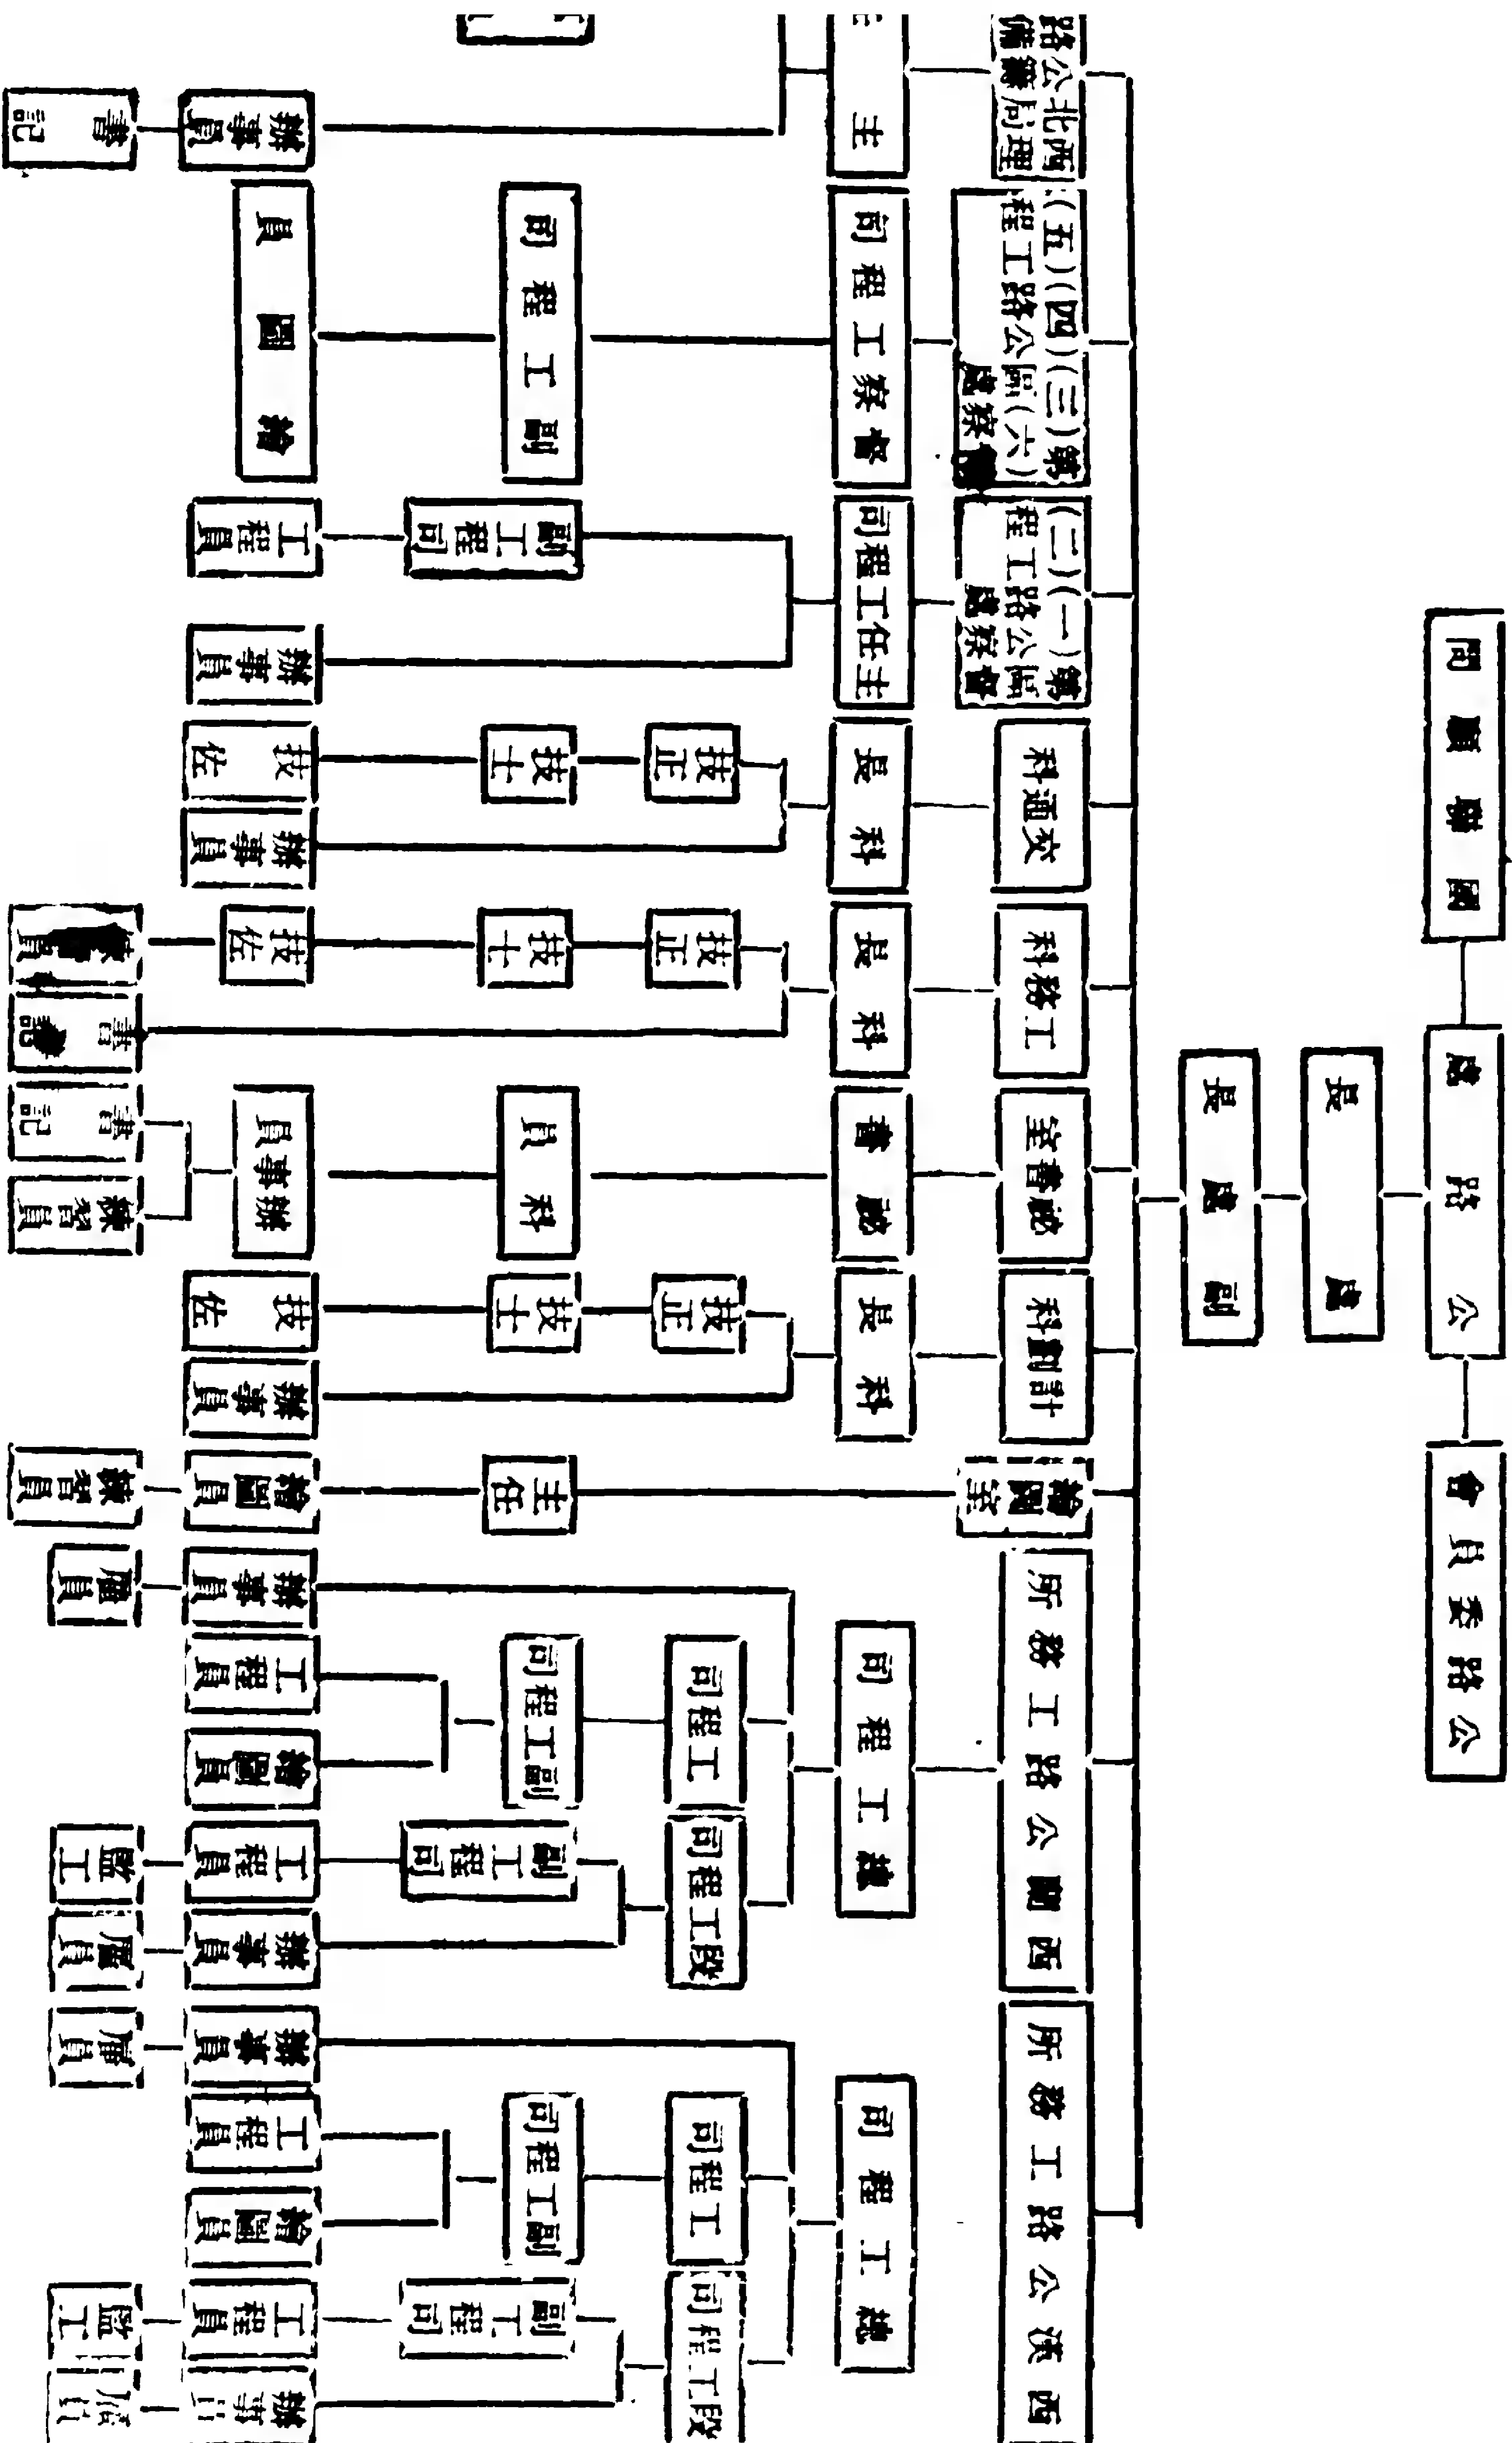 公路委員會
公路處
國聯顧問
處長
副處長
西漢公路工務所
西蘭公路工務所
繪圖室
計劃科
祕書室
工務科
交通科
第(一)(二)
區公路工程
督察處
第(三)(四)(五)
(六)區公路工程
督察處
西北公路
理局籌備
總工程司
總工程司
科長
祕書
科長
科長
主任工程司
督察工程司
主
段工程司
工程司
段工程司
工程司
技正
技正
技正
副工程司
副工程司
副工程司
副工程司
主任
技士
科員
技士
技士
副工程司
副工程司
辦事
工程員
繪圖員
工程員
辦事員
辦事員
工程員
繪圖員
工程員
辦事員
繪圖員
辦事員
技佐
辦事員
技佐
辦事員
技佐
辦事員
工程員
繪圖員
辦事員
監工
雇員
雇員
監工
雇員
練習員
練習員
書記
書記
員
書記